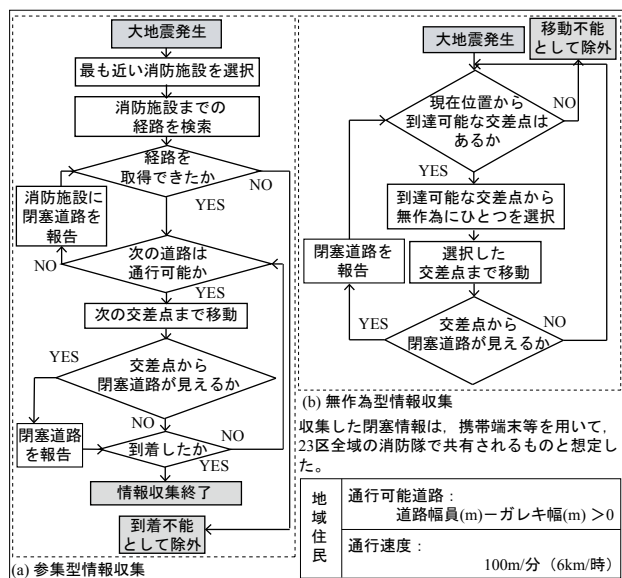 大地震発生
最も近い消防施設を選択
消防施設までの
経路を検索
経路を
取得できたか
NO
YES
消防施設に
閉塞道路を
報告
次の道路は
通行可能か
NO
YES
次の交差点まで移動
YES
交差点から
閉塞道路が見えるか
NO
閉塞道路
を報告
到着したか
NO
YES
情報収集終了
到着不能
として除外
(a) 参集型情報収集
大地震発生
移動不能
として除外
現在位置から
到達可能な交差点は
あるか
NO
YES
到達可能な交差点から
無作為にひとつを選択
閉塞道路を
報告
選択した
交差点まで移動
YES
交差点から
閉塞道路が見えるか
NO
(b) 無作為型情報収集
収集した閉塞情報は，携帯端末等を用いて，
23区全域の消防隊で共有されるものと想定し
た。
地域住民
通行可能道路：
道路幅員(m)－ガレキ幅(m) >0
通行速度：
100m/分（6km/時）